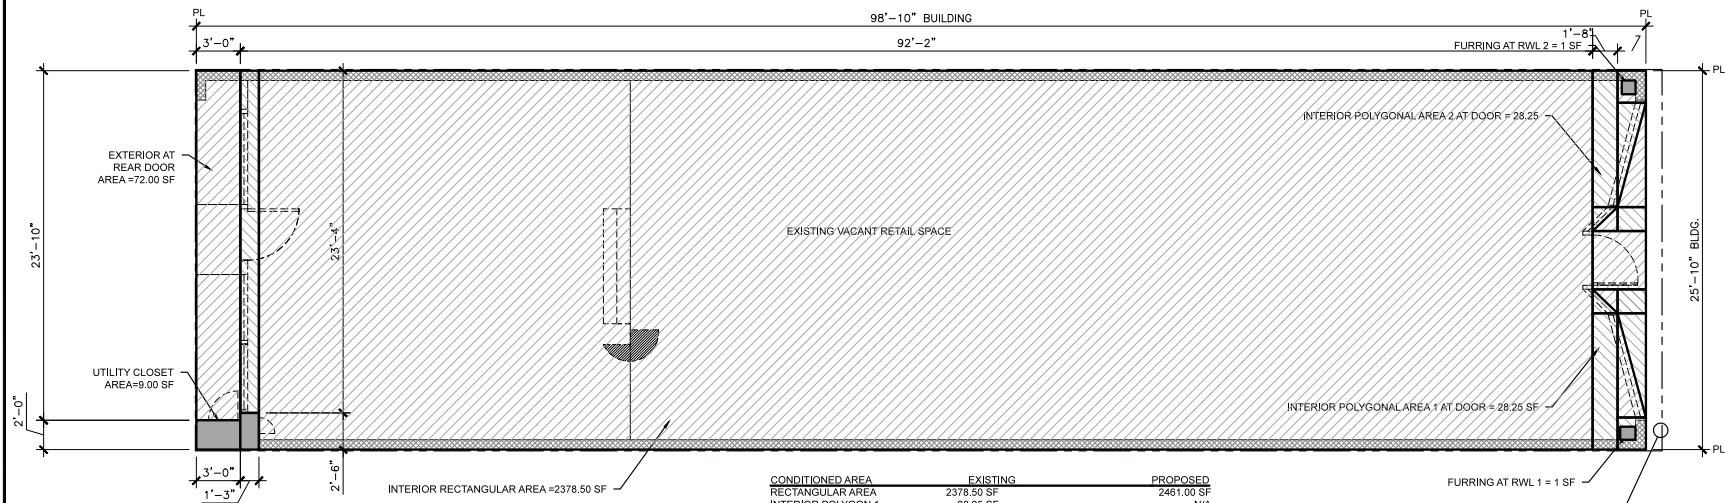 PL
98'-10" BUILDING
PL
3'-0"
92'-2"
1'-8"
7
FURRING AT RWL 2 = 1 SF
PL
INTERIOR POLYGONAL AREA 2 AT DOOR = 28.25
EXTERIOR AT
REAR DOOR
AREA =72.00 SF
23'-10"
23'-4"
EXISTING VACANT RETAIL SPACE
25'-10" BLDG.
UTILITY CLOSET
AREA=9.00 SF
2'-0"
INTERIOR POLYGONAL AREA 1 AT DOOR = 28.25 SF
PL
3'-0"
1'-3"
2'-6"
INTERIOR RECTANGULAR AREA =2378.50 SF
FURRING AT RWL 1 = 1 SF
CONDITIONED AREA EXISTING PROPOSED
RECTANGULAR AREA 2378.50 SF 2461.00 SF